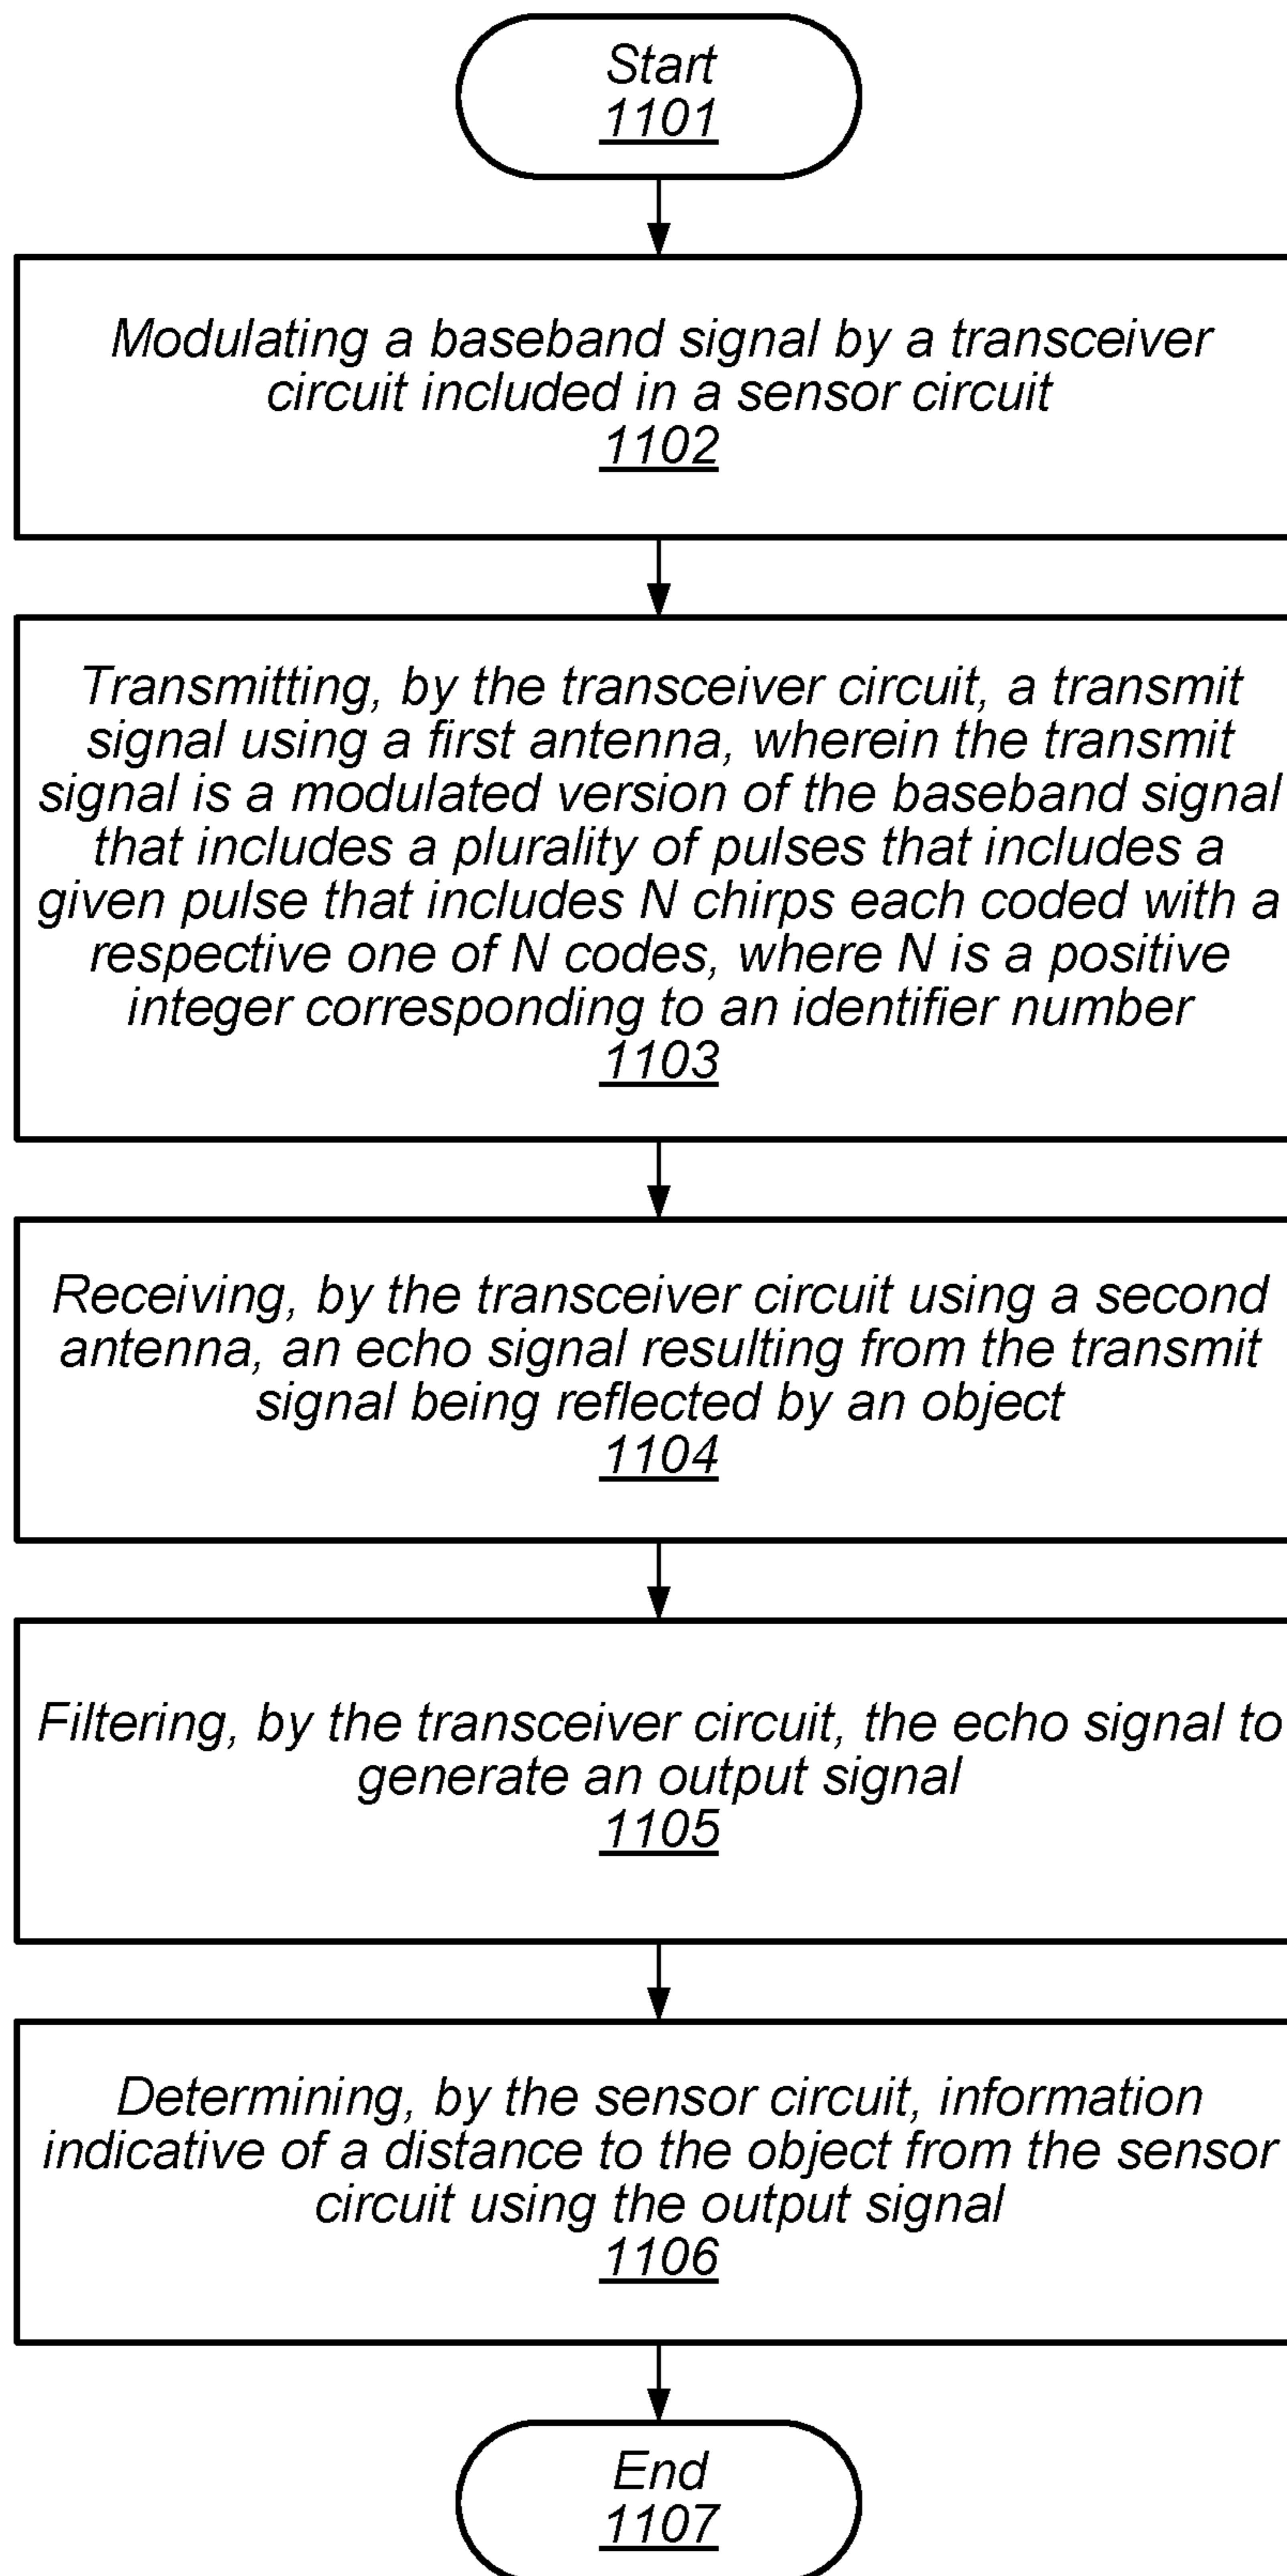 Start
1101
Modulating a baseband signal by a transceiver
circuit included in a sensor circuit
1102
Transmitting, by the transceiver circuit, a transmit
signal using a first antenna, wherein the transmit
signal is a modulated version of the baseband signal
that includes a plurality of pulses that includes a
given pulse that includes N chirps each coded with a
respective one of N codes, where N is a positive
integer corresponding to an identifier number
1103
Receiving, by the transceiver circuit using a second
antenna, an echo signal resulting from the transmit
signal being reflected by an object
1104
Filtering, by the transceiver circuit, the echo signal to
generate an output signal
1105
Determining, by the sensor circuit, information
indicative of a distance to the object from the sensor
circuit using the output signal
1106
End
1107